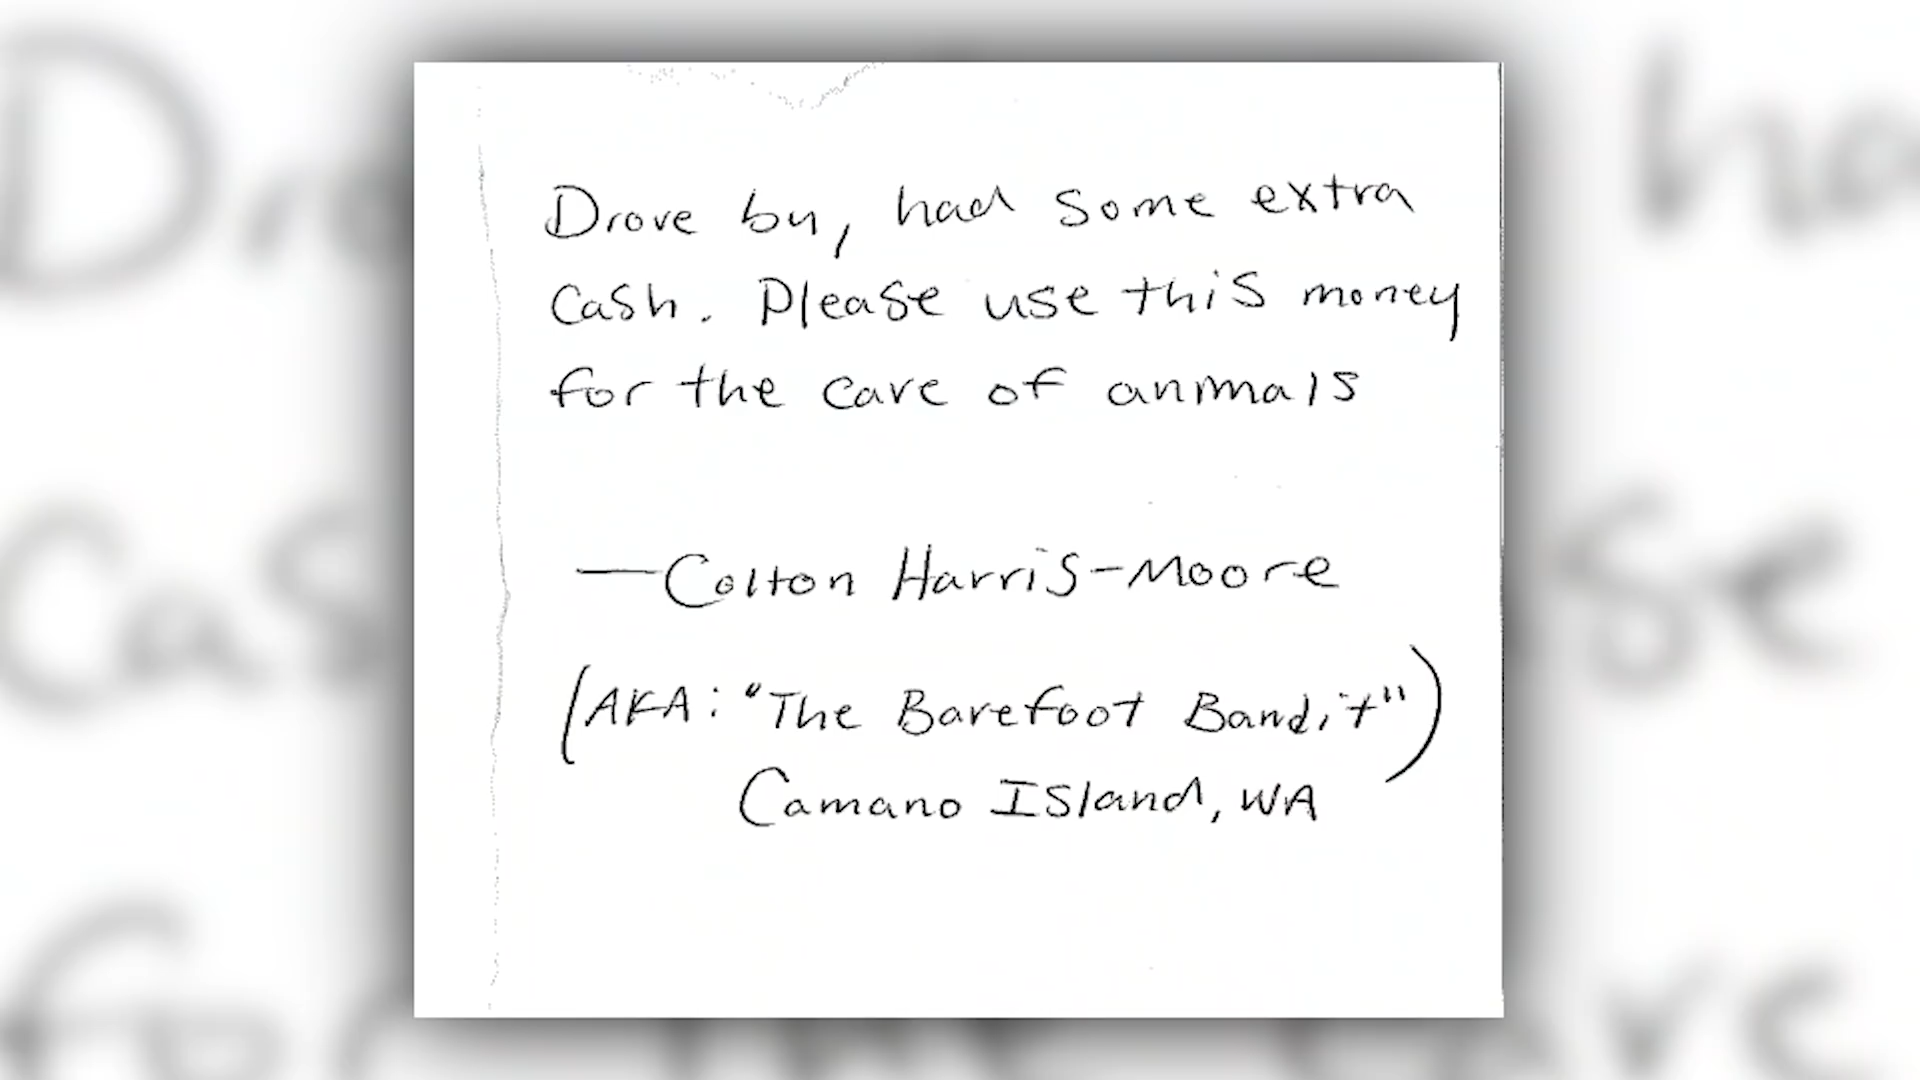 Drove by, had some extra
cash. Please use this money
for the care of animals
—Colton Harris-Moore
(AKA: "The Barefoot Bandit")
Camano Island, WA